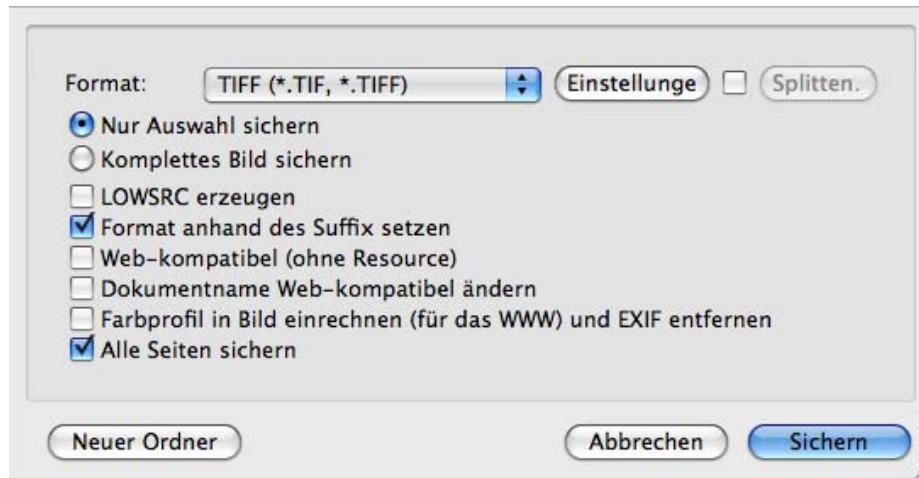 Format: TIFF (*.TIF, *.TIFF) Einstellunge Splitten.
Nur Auswahl sichern
Komplettes Bild sichern
LOWSRC erzeugen
Format anhand des Suffix setzen
Web-kompatibel (ohne Resource)
Dokumentname Web-kompatibel ändern
Farbprofil in Bild einrechnen (für das WWW) und EXIF entfernen
Alle Seiten sichern
Neuer Ordner Abbrechen Sichern